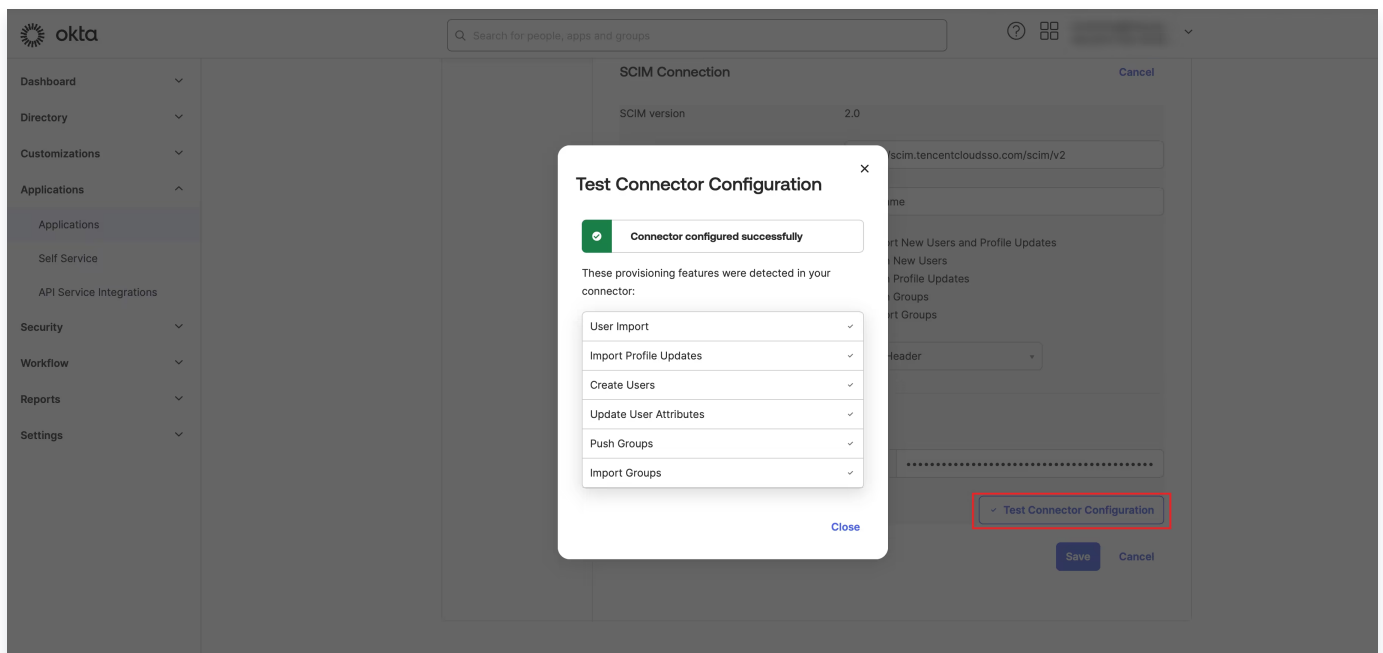 okta
Search for people, apps and groups
Dashboard
Directory
Customizations
Applications
Applications
Self Service
API Service Integrations
Security
Workflow
Reports
Settings
SCIM Connection
Cancel
SCIM version
2.0
/scim.tencentcloudsso.com/scim/v2
New Users and Profile Updates
New Users
Profile Updates
Groups
Groups
Header
Test Connector Configuration
Save
Cancel
Test Connector Configuration
Connector configured successfully
These provisioning features were detected in your
connector:
User Import
Import Profile Updates
Create Users
Update User Attributes
Push Groups
Import Groups
Close